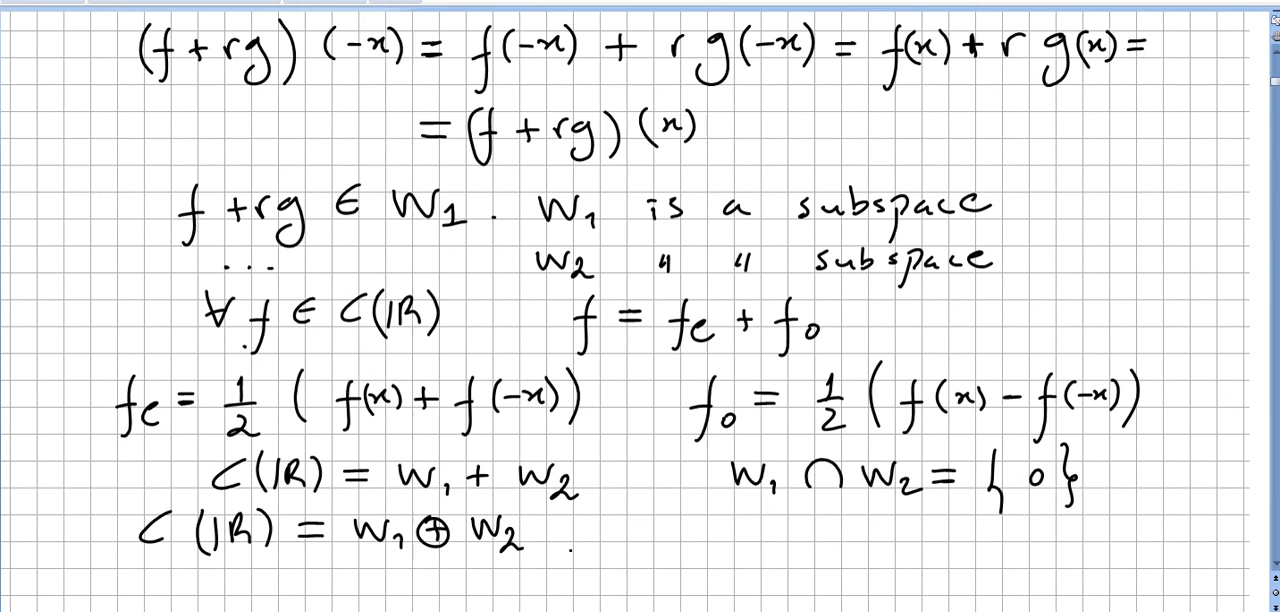 (f + rg) (-x) = f(-x) + r g(-x) = f(x) + r g(x) =
= (f + rg) (x)
f + rg ∈ W₁ . W₁ is a subspace
... W₂ " " subspace
∀ f ∈ C(ℝ) f = fe + fo
fe = 1/2 ( f(x) + f(-x)) fo = 1/2 ( f(x) - f(-x))
C(ℝ) = W₁ + W₂ W₁ ∩ W₂ = { 0 }
C (ℝ) = W₁ ⊕ W₂ .